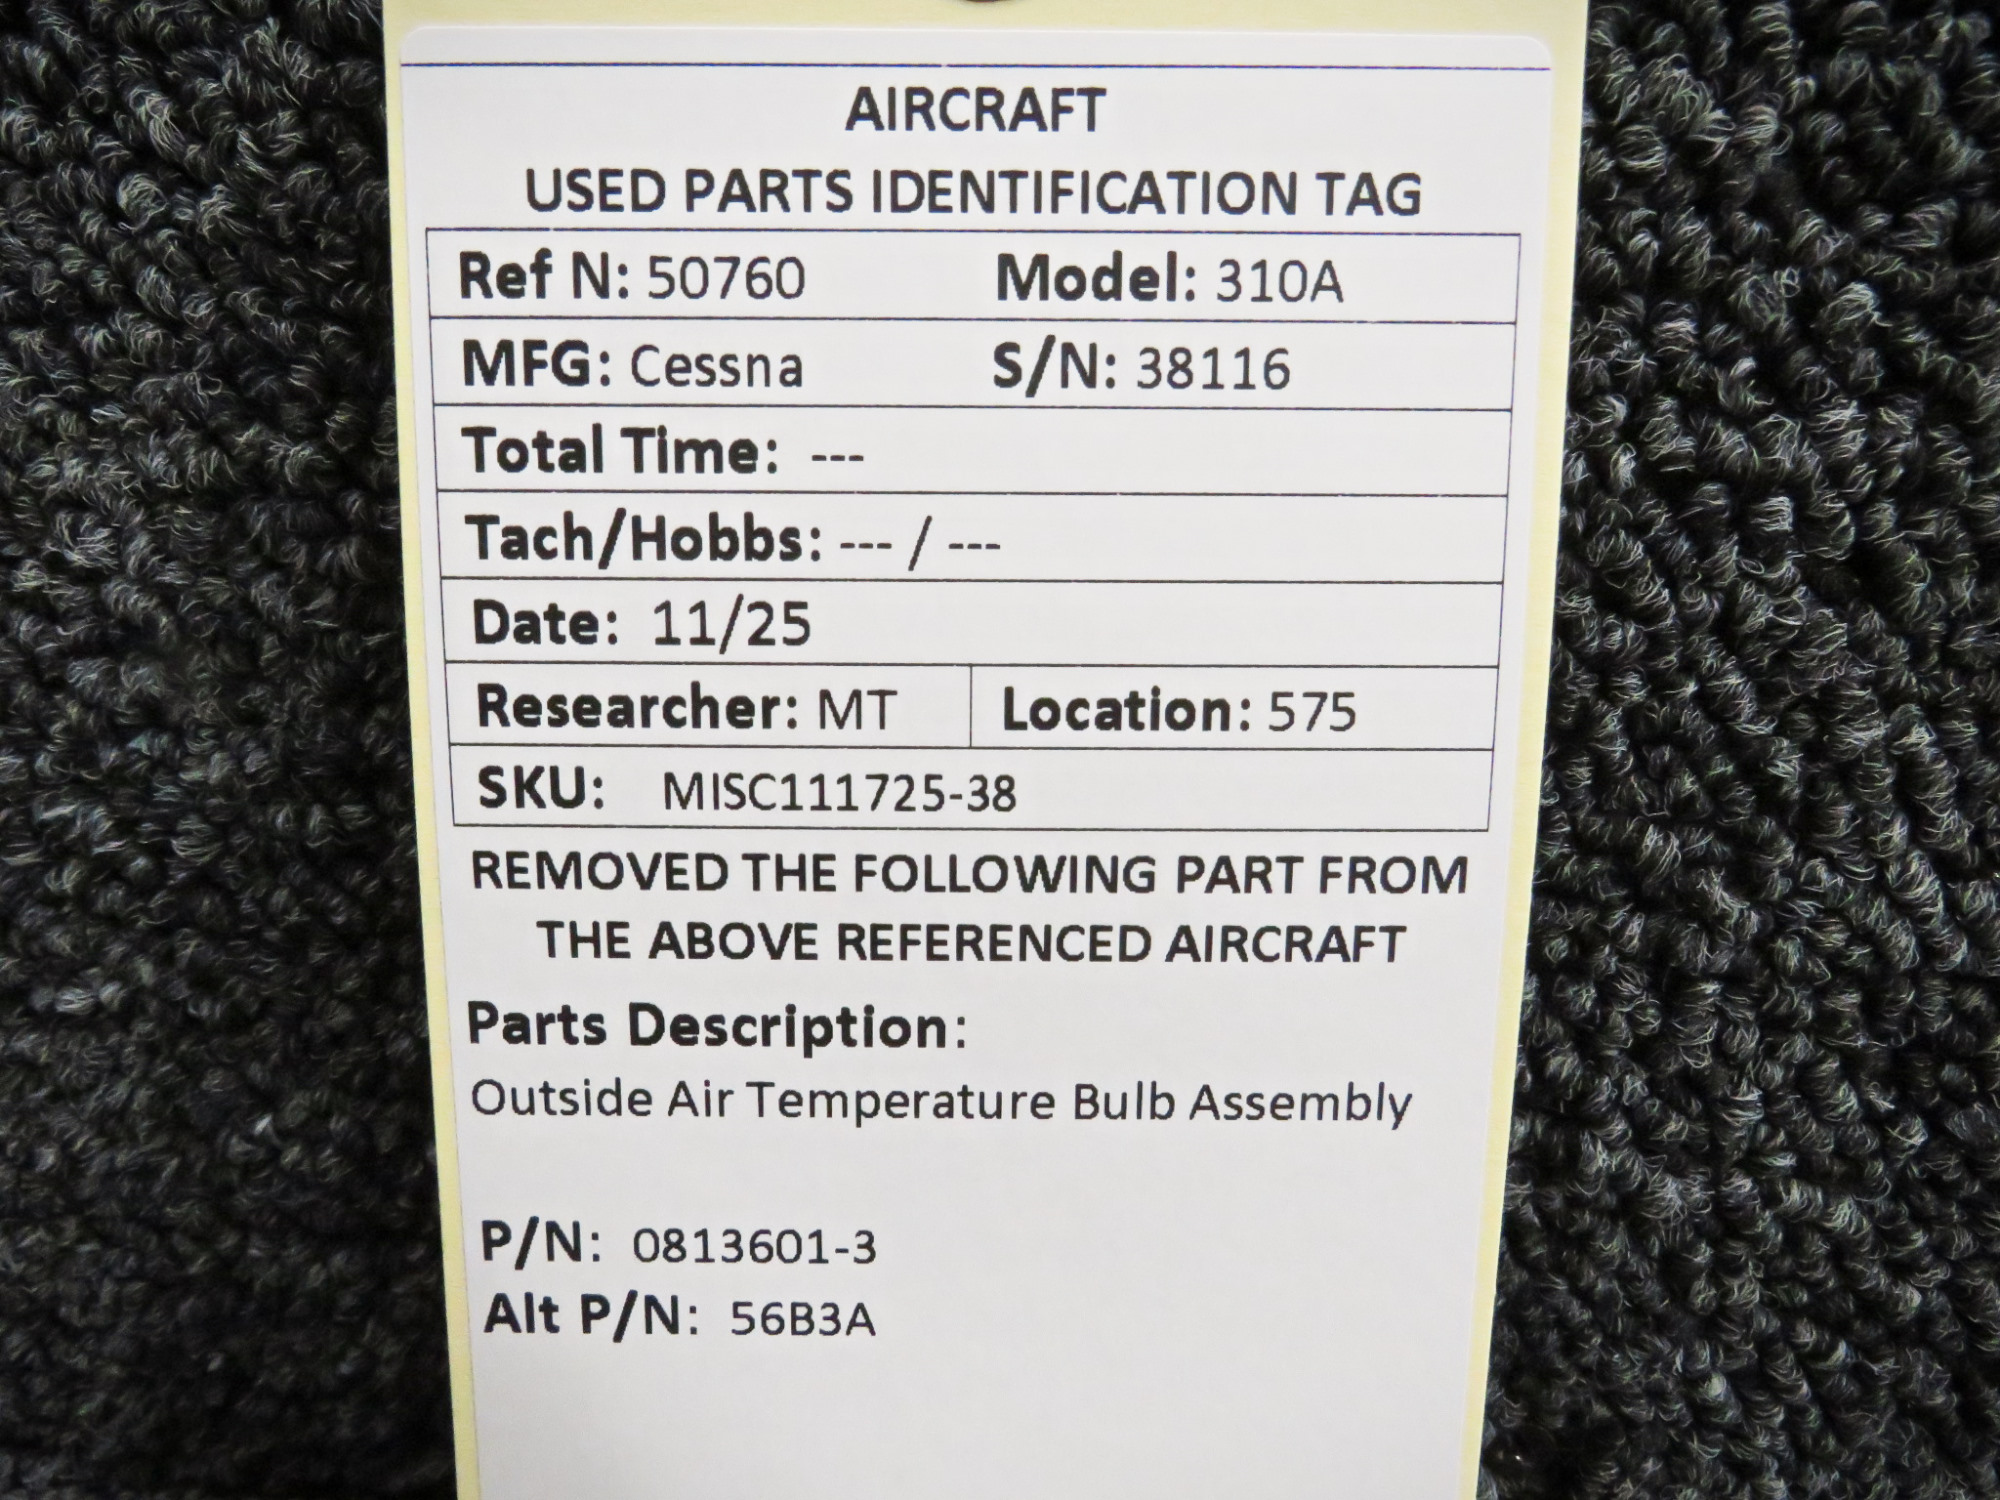 AIRCRAFT
USED PARTS IDENTIFICATION TAG
Ref N: 50760 Model: 310A
MFG: Cessna S/N: 38116
Total Time: ---
Tach/Hobbs: --- / ---
Date: 11/25
Researcher: MT Location: 575
SKU: MISC111725-38
REMOVED THE FOLLOWING PART FROM
THE ABOVE REFERENCED AIRCRAFT
Parts Description:
Outside Air Temperature Bulb Assembly
P/N: 0813601-3
Alt P/N: 56B3A